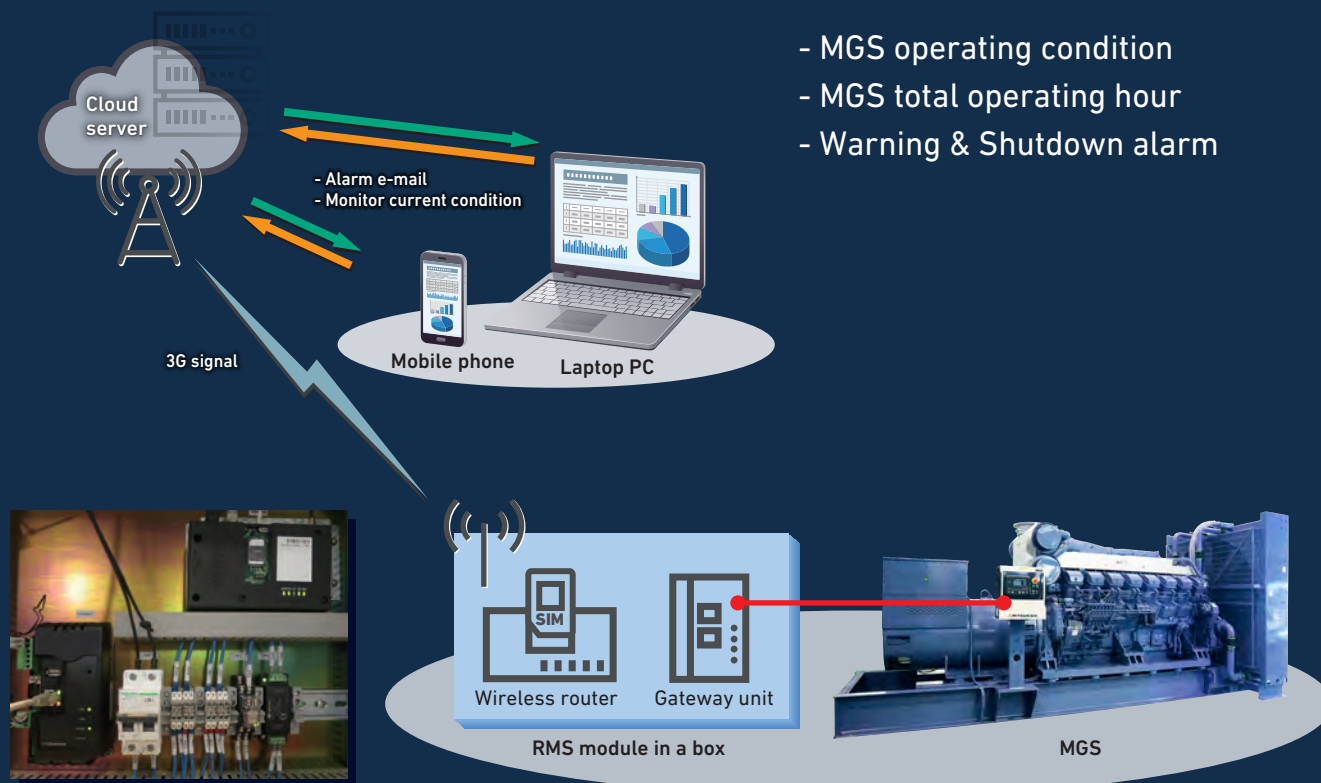 - MGS operating condition
- MGS total operating hour
- Warning & Shutdown alarm
Cloud
server
- Alarm e-mail
- Monitor current condition
3G signal
Mobile phone
Laptop PC
SIM
Wireless router
Gateway unit
RMS module in a box
MGS